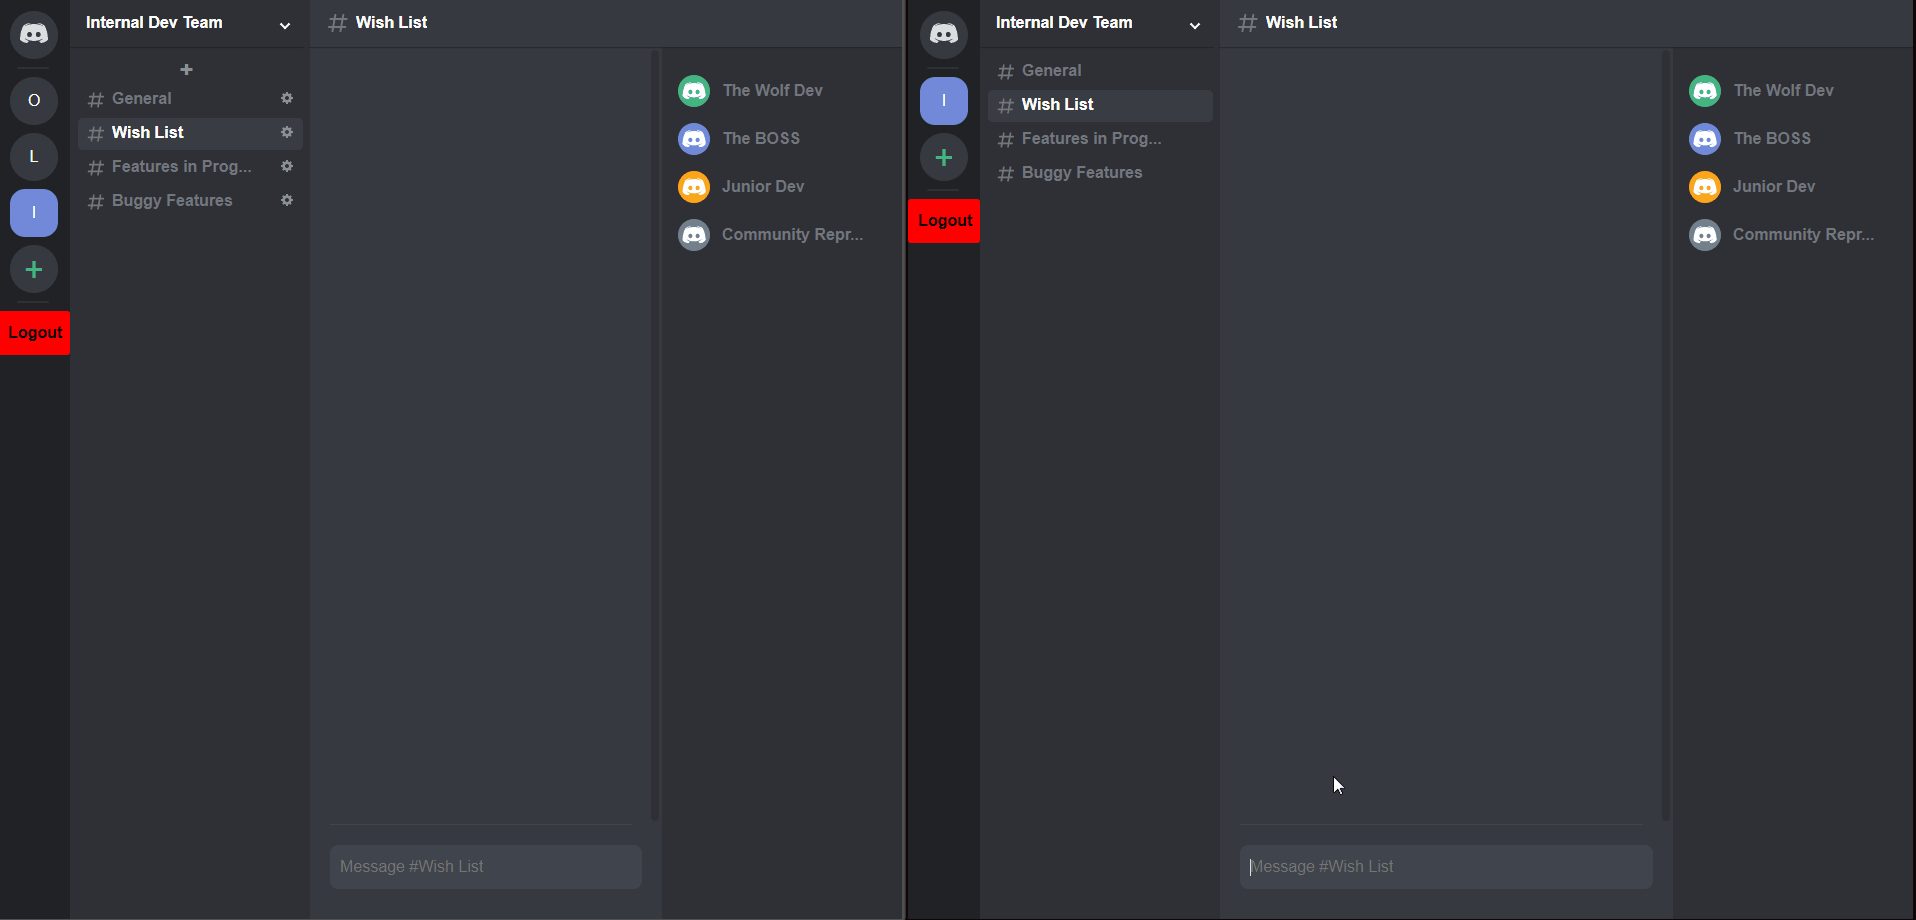 Internal Dev Team
# Wish List
+
O
L
I
+
Logout
# General
# Wish List
# Features in Prog...
# Buggy Features
The Wolf Dev
The BOSS
Junior Dev
Community Repr...
Message #Wish List
Internal Dev Team
# Wish List
I
+
Logout
# General
# Wish List
# Features in Prog...
# Buggy Features
The Wolf Dev
The BOSS
Junior Dev
Community Repr...
Message #Wish List